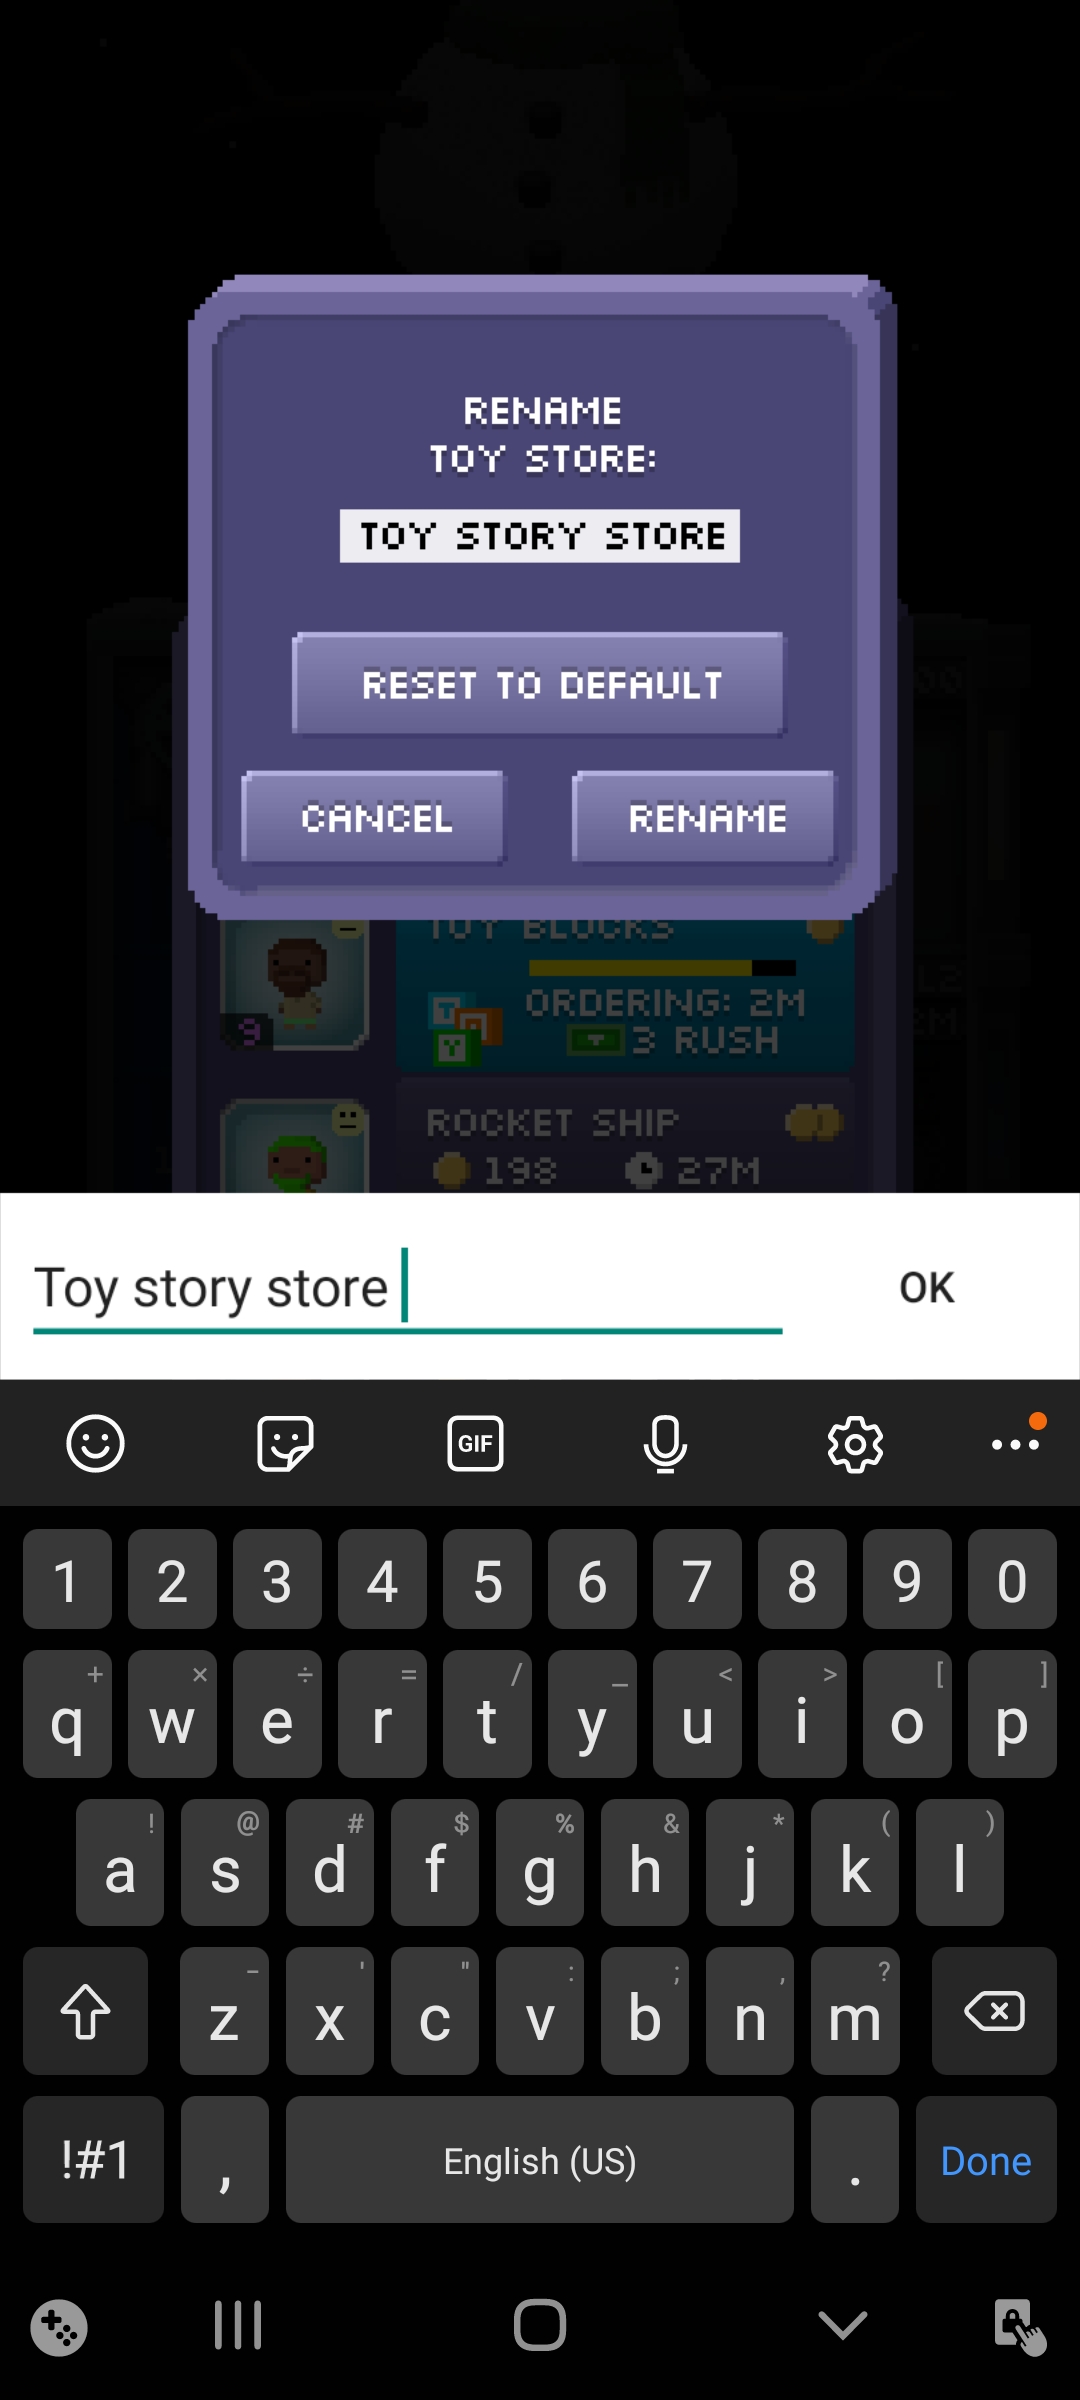 RENAME
TOY STORE:
TOY STORY STORE
RESET TO DEFAULT
CANCEL
RENAME
TOY BLOCKS
ORDERING: 2M
3 RUSH
9
ROCKET SHIP
198 27M
Toy story store
OK
GIF
1 2 3 4 5 6 7 8 9 0
+ × ÷ = / _ < > [ ]
q w e r t y u i o p
! @ # $ % & * ( )
a s d f g h j k l
- ' " : ; , ?
z x c v b n m
!#1 , English (US) . Done